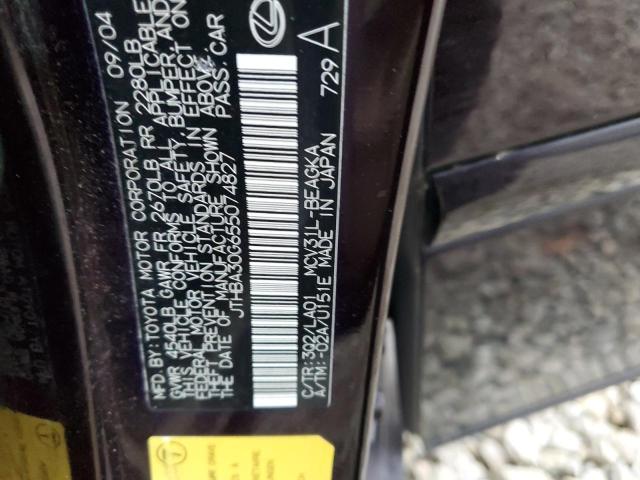 MFD. BY: TOYOTA MOTOR CORPORATION 09/04
GVWR 4540LB GAWR FR 2670LB RR 2280LB
THIS VEHICLE CONFORMS TO ALL APPLICABLE
FEDERAL MOTOR VEHICLE SAFETY, BUMPER, AND
THEFT PREVENTION STANDARDS IN EFFECT ON
THE DATE OF MANUFACTURE SHOWN ABOVE.
JTHBA30G655074827 PASS. CAR
C/TR: 3Q2/LA01 MCV31L-BEAGKA
A/TM: -02A/U151E MADE IN JAPAN 729 A